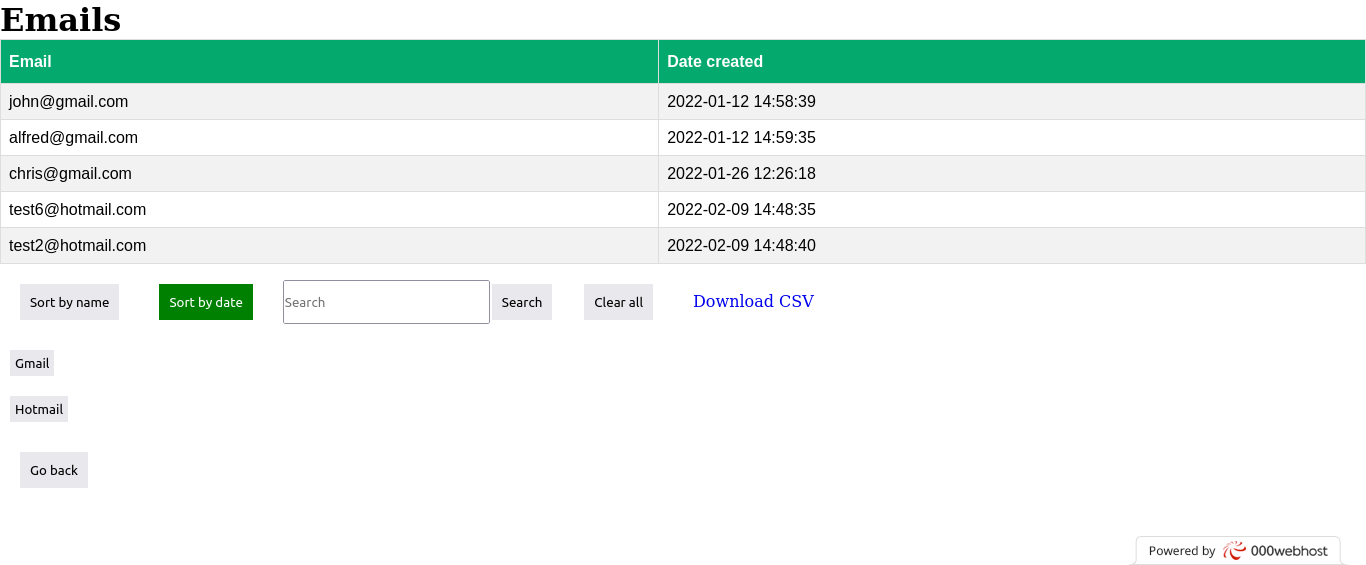 Emails
Email Date created
john@gmail.com 2022-01-12 14:58:39
alfred@gmail.com 2022-01-12 14:59:35
chris@gmail.com 2022-01-26 12:26:18
test6@hotmail.com 2022-02-09 14:48:35
test2@hotmail.com 2022-02-09 14:48:40
Sort by name Sort by date Search Search Clear all Download CSV
Gmail
Hotmail
Go back
Powered by 000webhost